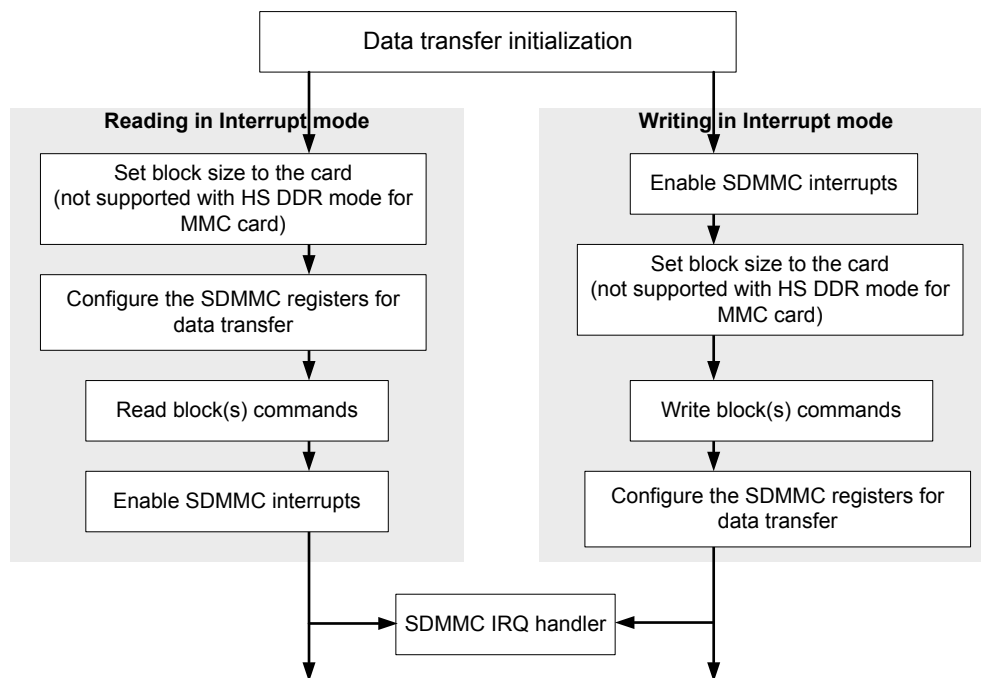 Data transfer initialization
Reading in Interrupt mode
Set block size to the card
(not supported with HS DDR mode for
MMC card)
Configure the SDMMC registers for
data transfer
Read block(s) commands
Enable SDMMC interrupts
Writing in Interrupt mode
Enable SDMMC interrupts
Set block size to the card
(not supported with HS DDR mode for
MMC card)
Write block(s) commands
Configure the SDMMC registers for
data transfer
SDMMC IRQ handler